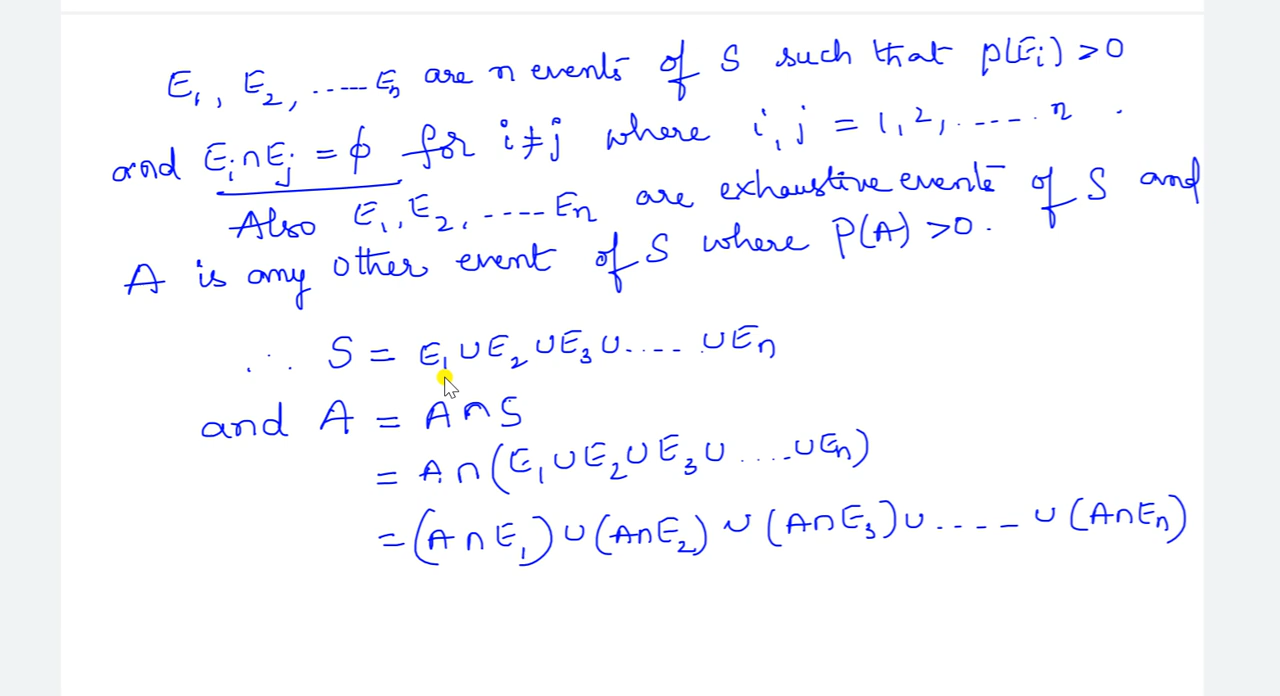 E₁, E₂, ..... Eₙ are n events of S such that P(Eᵢ) > 0
and Eᵢ∩Eⱼ = ϕ for i≠j where i, j = 1, 2, ..... n .
Also E₁, E₂, ..... Eₙ are exhaustive events of S and
A is any other event of S where P(A) > 0.
∴ S = E₁ ∪ E₂ ∪ E₃ ∪ ..... ∪ Eₙ
and A = A ∩ S
= A ∩ (E₁ ∪ E₂ ∪ E₃ ∪ ..... ∪ Eₙ)
= (A ∩ E₁) ∪ (A∩E₂) ∪ (A∩E₃) ∪ ..... ∪ (A∩Eₙ)